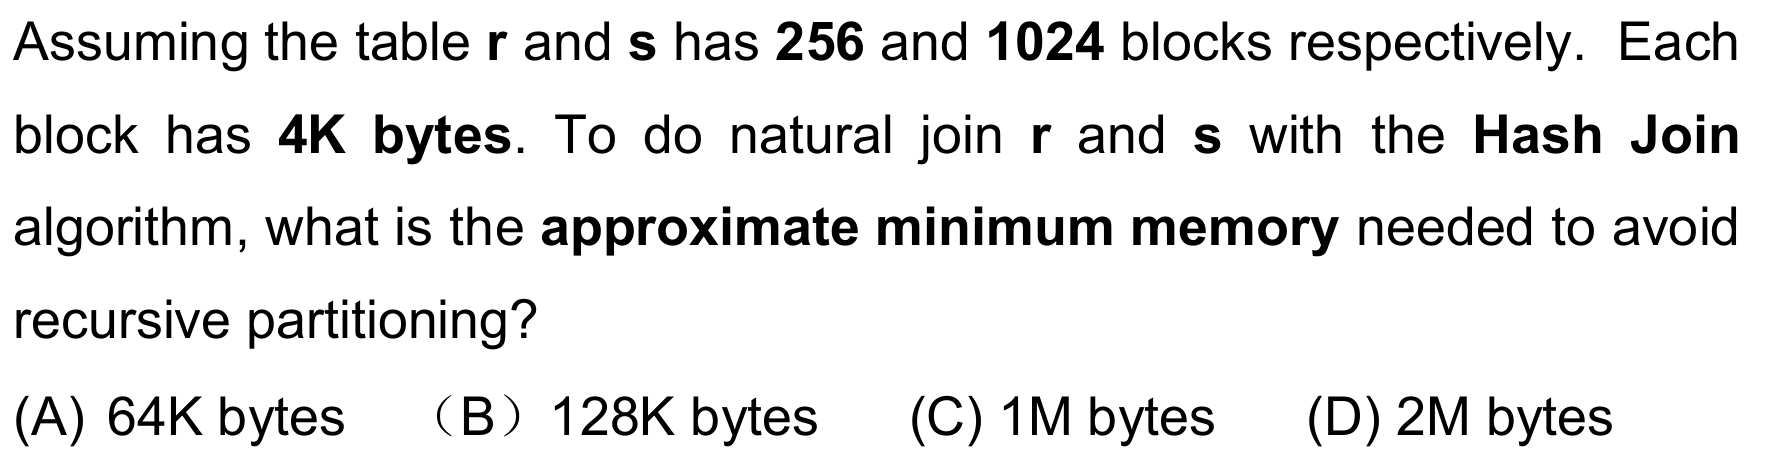 Assuming the table r and s has 256 and 1024 blocks respectively. Each
block has 4K bytes. To do natural join r and s with the Hash Join
algorithm, what is the approximate minimum memory needed to avoid
recursive partitioning?
(A) 64K bytes （B）128K bytes (C) 1M bytes (D) 2M bytes